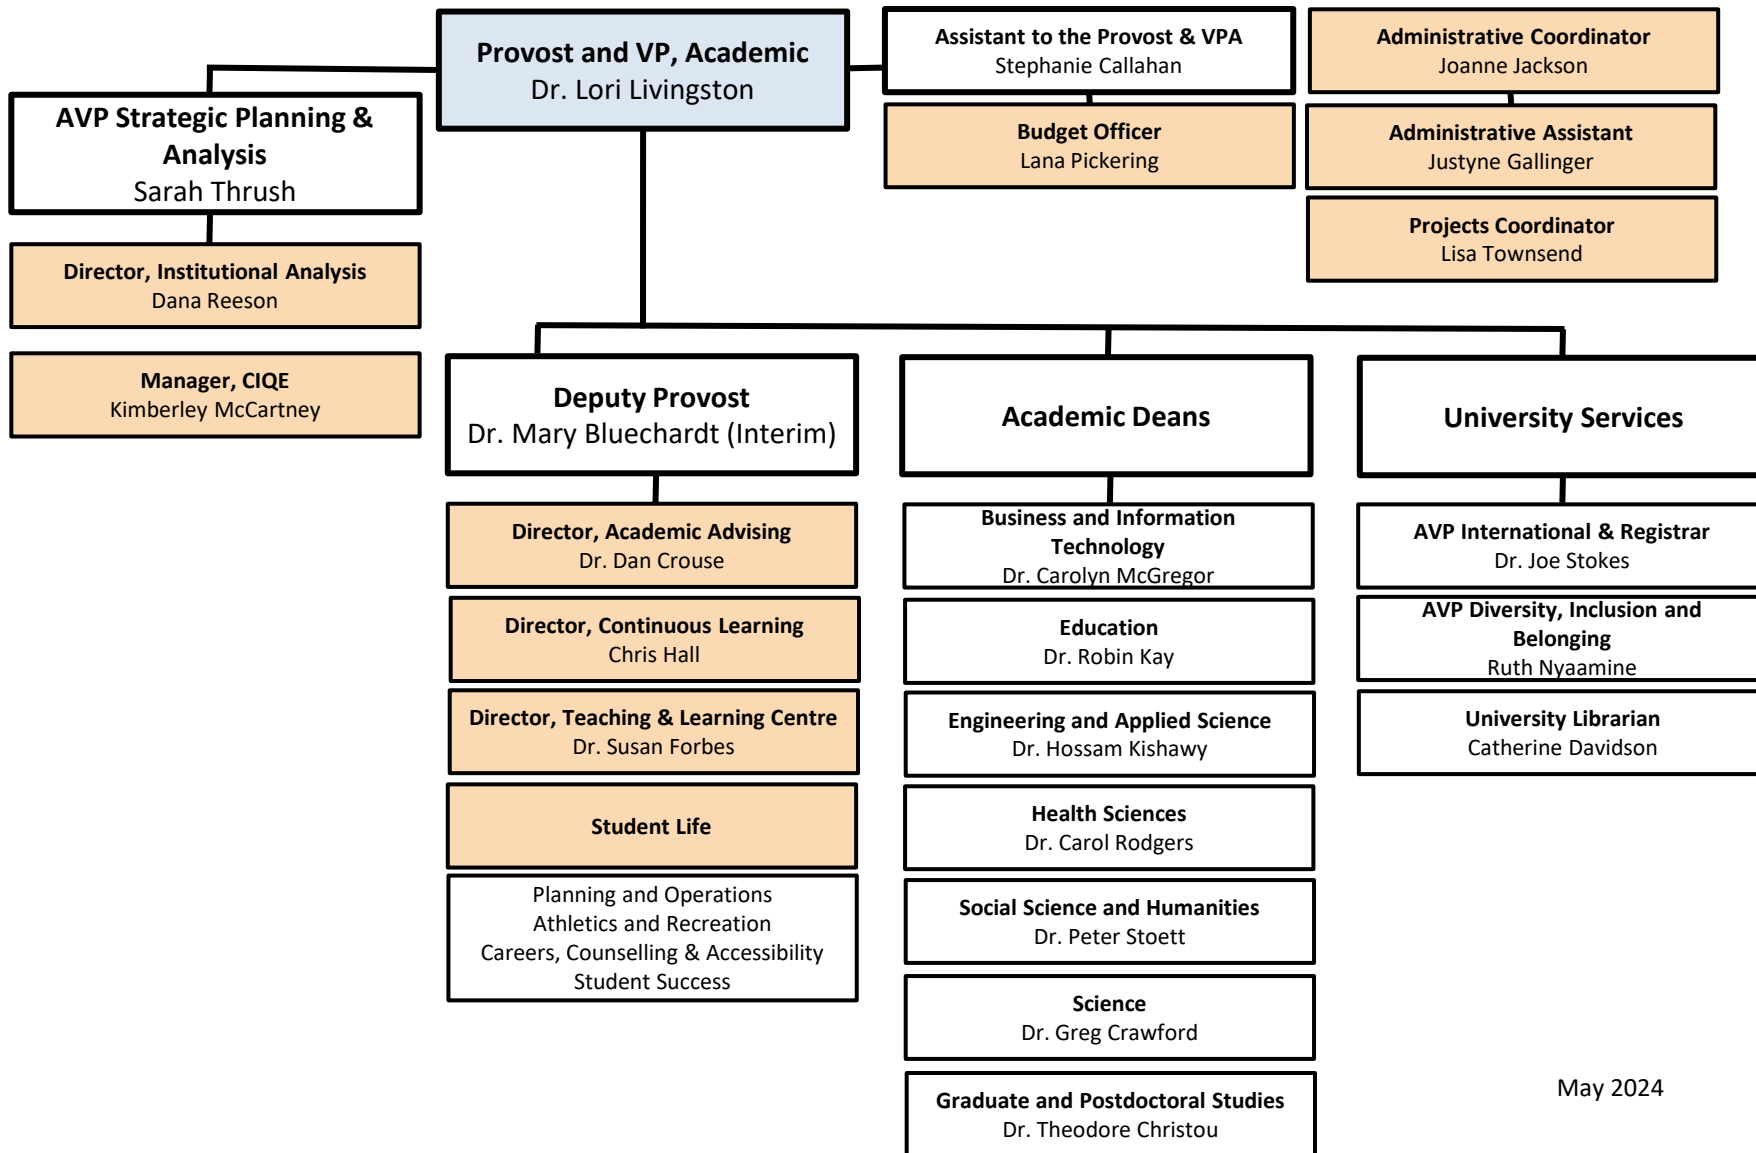 Provost and VP, Academic
Dr. Lori Livingston
Assistant to the Provost & VPA
Stephanie Callahan
Administrative Coordinator
Joanne Jackson
AVP Strategic Planning &
Analysis
Sarah Thrush
Budget Officer
Lana Pickering
Administrative Assistant
Justyne Gallinger
Projects Coordinator
Lisa Townsend
Director, Institutional Analysis
Dana Reeson
Manager, CIQE
Kimberley McCartney
Deputy Provost
Dr. Mary Bluechardt (Interim)
Director, Academic Advising
Dr. Dan Crouse
Director, Continuous Learning
Chris Hall
Director, Teaching & Learning Centre
Dr. Susan Forbes
Student Life
Planning and Operations
Athletics and Recreation
Careers, Counselling & Accessibility
Student Success
Academic Deans
Business and Information
Technology
Dr. Carolyn McGregor
Education
Dr. Robin Kay
Engineering and Applied Science
Dr. Hossam Kishawy
Health Sciences
Dr. Carol Rodgers
Social Science and Humanities
Dr. Peter Stoett
Science
Dr. Greg Crawford
Graduate and Postdoctoral Studies
Dr. Theodore Christou
University Services
AVP International & Registrar
Dr. Joe Stokes
AVP Diversity, Inclusion and
Belonging
Ruth Nyaamine
University Librarian
Catherine Davidson
May 2024